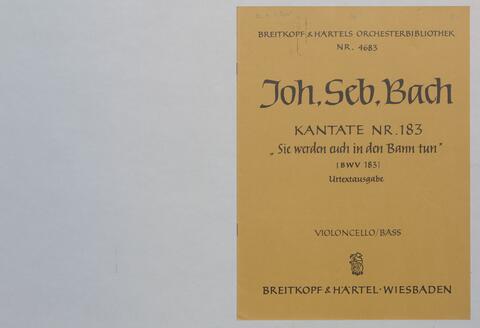 BREITKOPF & HÄRTELS ORCHESTERBIBLIOTHEK
NR. 4683
Joh. Seb. Bach
KANTATE NR. 183
„Sie werden euch in den Bann tun“
(BWV 183)
Urtextausgabe
VIOLONCELLO/BASS
BREITKOPF & HÄRTEL · WIESBADEN